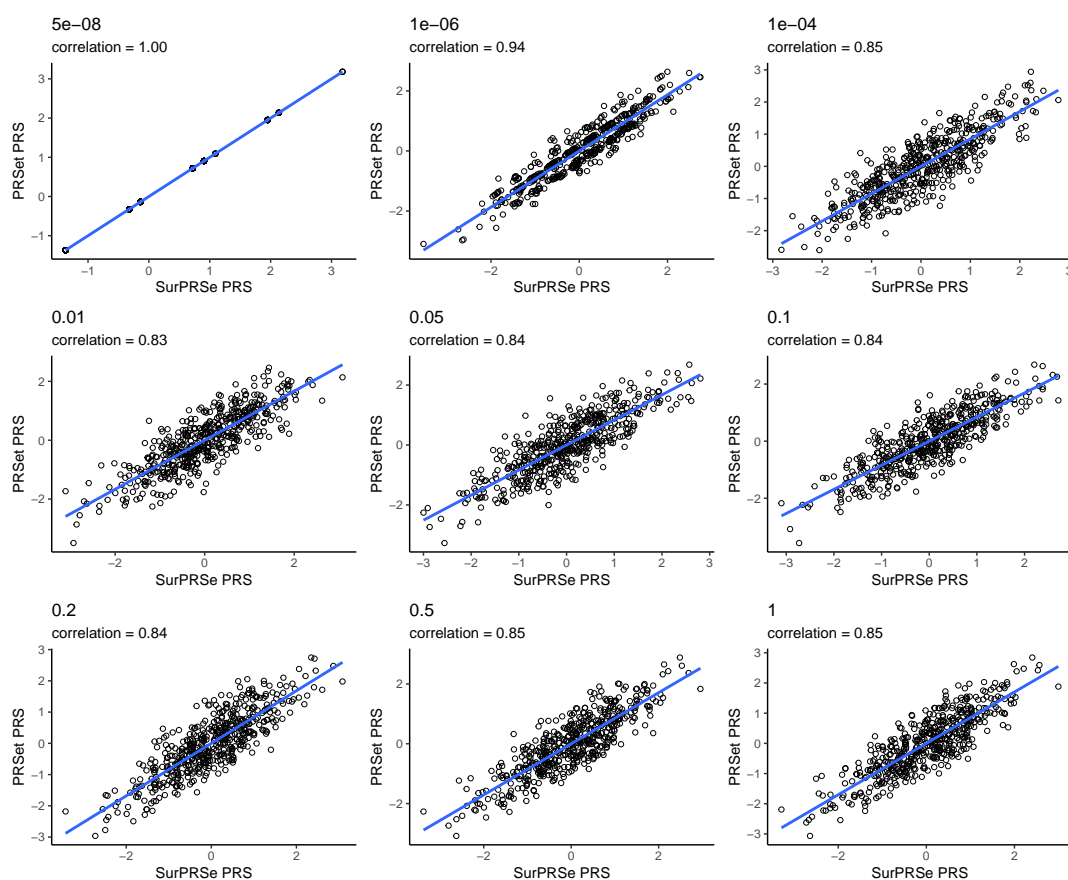 5e−08
correlation = 1.00
PRSet PRS
3
2
1
0
−1
−1
0
1
2
3
SurPRSe PRS
1e−06
correlation = 0.94
PRSet PRS
2
0
−2
−2
0
2
SurPRSe PRS
1e−04
correlation = 0.85
PRSet PRS
3
2
1
0
−1
−2
−3
−2
−1
0
1
2
3
SurPRSe PRS
0.01
correlation = 0.83
PRSet PRS
2
0
−2
−2
0
2
SurPRSe PRS
0.05
correlation = 0.84
PRSet PRS
2
0
−2
−3
−2
−1
0
1
2
3
SurPRSe PRS
0.1
correlation = 0.84
PRSet PRS
2
0
−2
−3
−2
−1
0
1
2
SurPRSe PRS
0.2
correlation = 0.84
PRSet PRS
3
2
1
0
−1
−2
−3
−2
0
2
SurPRSe PRS
0.5
correlation = 0.85
PRSet PRS
2
0
−2
−2
0
2
SurPRSe PRS
1
correlation = 0.85
PRSet PRS
3
2
1
0
−1
−2
−3
−2
0
2
SurPRSe PRS